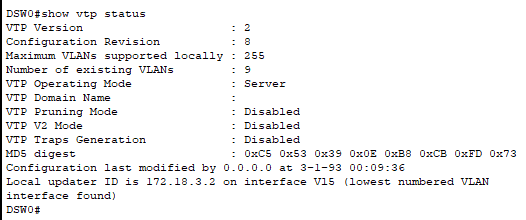 DSW0#show vtp status
VTP Version                     : 2
Configuration Revision          : 8
Maximum VLANs supported locally : 255
Number of existing VLANs        : 9
VTP Operating Mode              : Server
VTP Domain Name                 :
VTP Pruning Mode                : Disabled
VTP V2 Mode                     : Disabled
VTP Traps Generation            : Disabled
MD5 digest                      : 0xC5 0x53 0x39 0x0E 0xB8 0xCB 0xFD 0x73
Configuration last modified by 0.0.0.0 at 3-1-93 00:09:36
Local updater ID is 172.18.3.2 on interface Vl5 (lowest numbered VLAN
interface found)
DSW0#